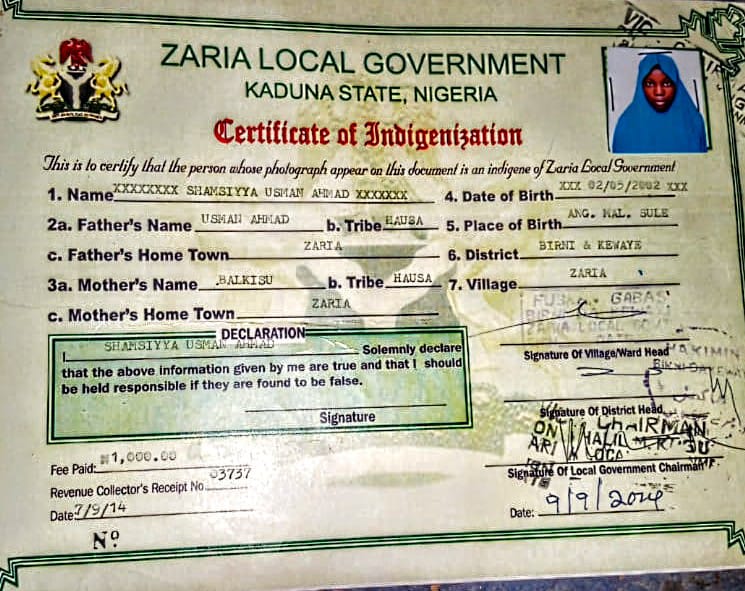 ZARIA LOCAL GOVERNMENT
KADUNA STATE, NIGERIA
Certificate of Indigenization
This is to certify that the person whose photograph appear on this document is an indigene of Zaria Local Government
1. Name XXXXXXXX SHAMSIYYA USMAN AHMAD XXXXXXX
4. Date of Birth XXX 02/05/2002 XXX
2a. Father's Name USMAN AHMAD b. Tribe HAUSA
5. Place of Birth ANG. MAL. SULE
c. Father's Home Town ZARIA
6. District BIRNI & KEWAYE
3a. Mother's Name BALKISU b. Tribe HAUSA
7. Village ZARIA
c. Mother's Home Town ZARIA
DECLARATION
I SHAMSIYYA USMAN AHMAD Solemnly declare
that the above information given by me are true and that I should
be held responsible if they are found to be false.
Signature
GABAS
Signature Of Village/Ward Head
Signature Of District Head
CHAIRMAN
Signature Of Local Government Chairman
Date: 9/9/2014
Fee Paid: ₦1,000.00
Revenue Collector's Receipt No. 03737
Date: 7/9/14
Nº